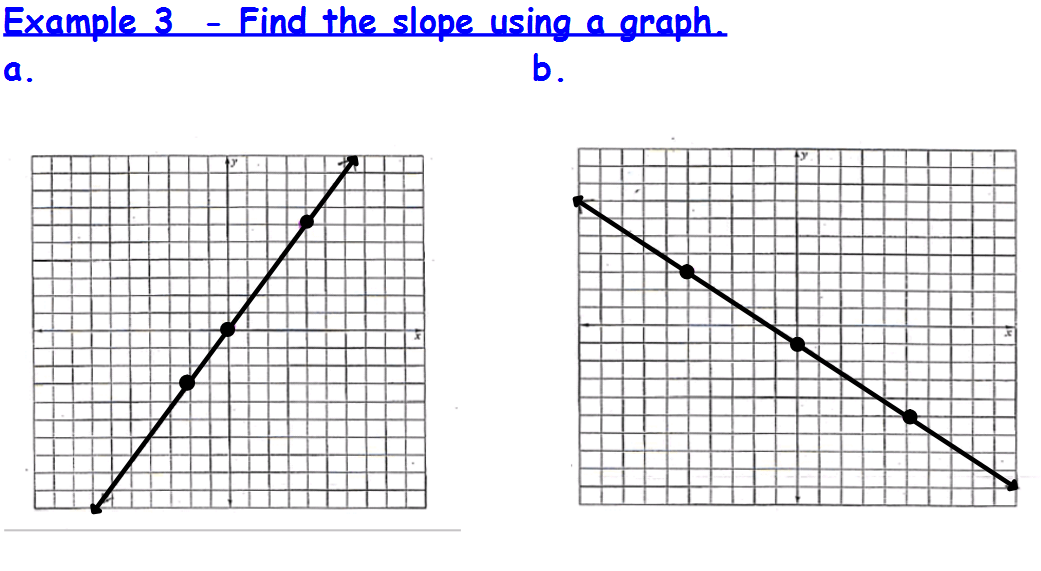 Example 3 - Find the slope using a graph.
a. b.
y y
x x